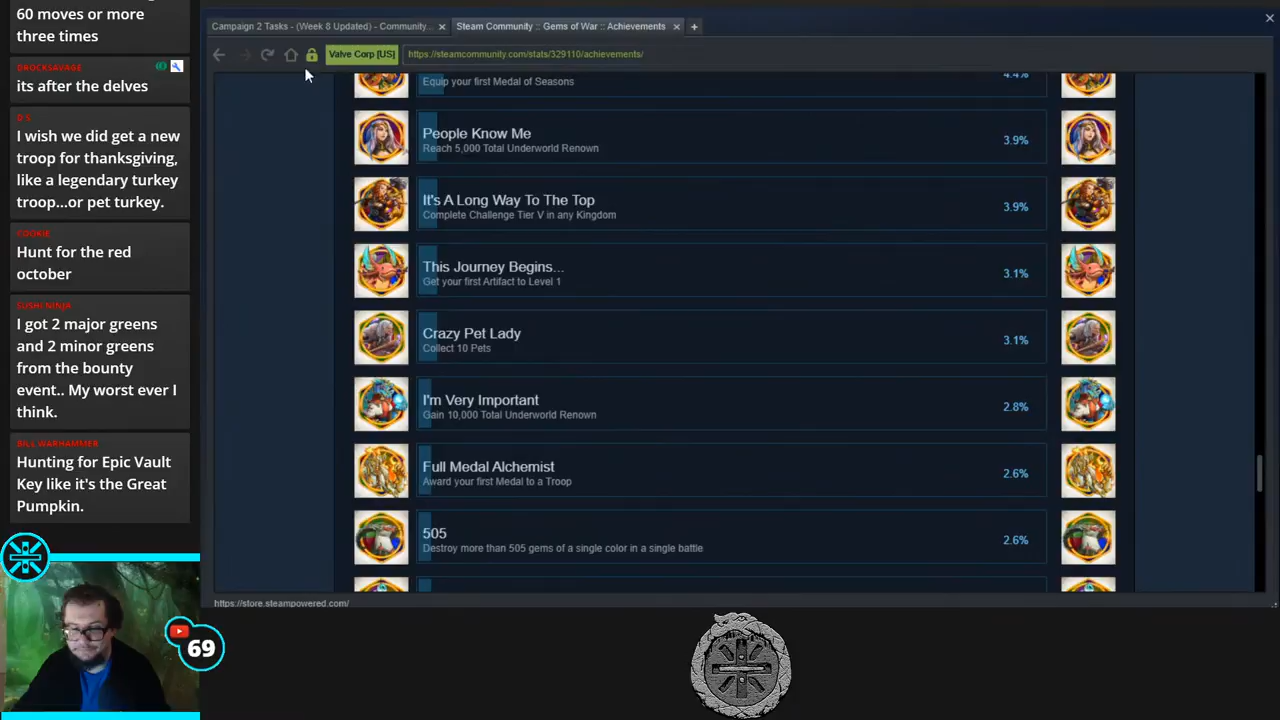 60 moves or more
three times
DROCKSAVAGE
its after the delves
D S
I wish we did get a new
troop for thanksgiving,
like a legendary turkey
troop...or pet turkey.
COOKIE
Hunt for the red
october
SUSHI NINJA
I got 2 major greens
and 2 minor greens
from the bounty
event.. My worst ever I
think.
BILL WARHAMMER
Hunting for Epic Vault
Key like it's the Great
Pumpkin.
69
Campaign 2 Tasks - (Week 8 Updated) - Community... x
Steam Community :: Gems of War :: Achievements x +
Valve Corp [US] https://steamcommunity.com/stats/329110/achievements/
Equip your first Medal of Seasons 4.4%
People Know Me
Reach 5,000 Total Underworld Renown
3.9%
It's A Long Way To The Top
Complete Challenge Tier V in any Kingdom
3.9%
This Journey Begins...
Get your first Artifact to Level 1
3.1%
Crazy Pet Lady
Collect 10 Pets
3.1%
I'm Very Important
Gain 10,000 Total Underworld Renown
2.8%
Full Medal Alchemist
Award your first Medal to a Troop
2.6%
505
Destroy more than 505 gems of a single color in a single battle
2.6%
https://store.steampowered.com/